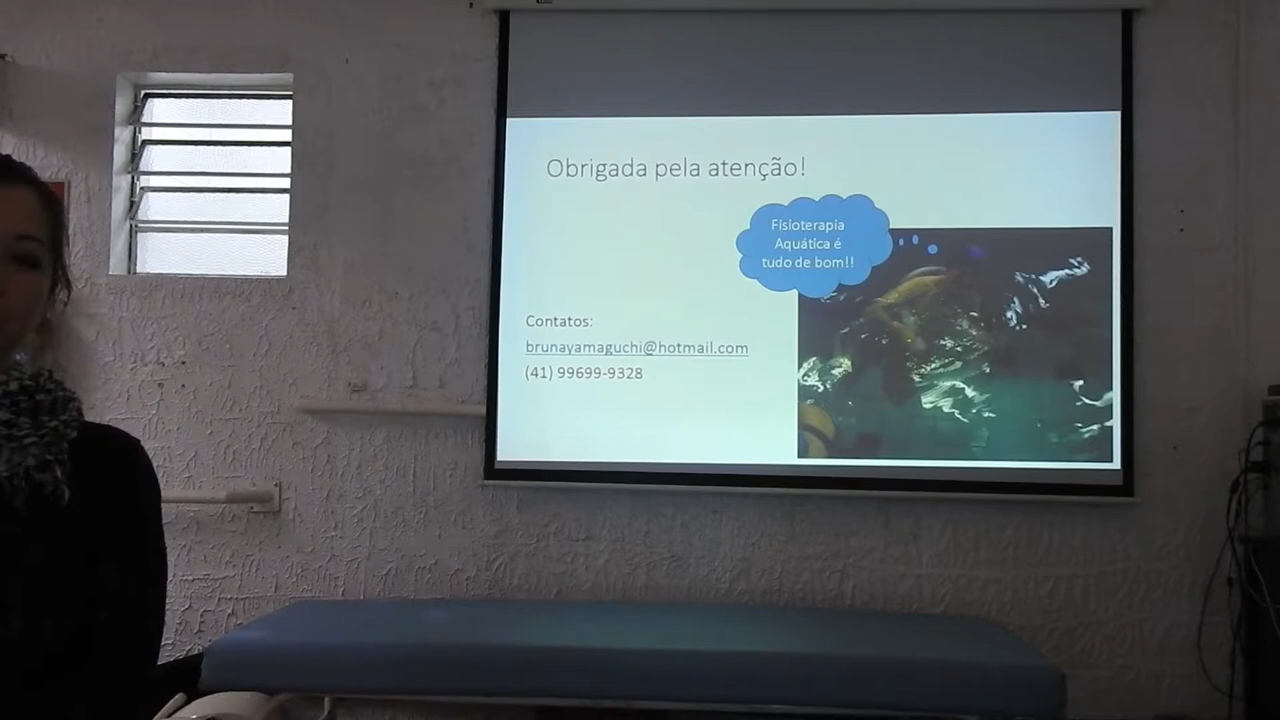 Obrigada pela atenção!
Fisioterapia
Aquática é
tudo de bom!!
Contatos:
brunayamaguchi@hotmail.com
(41) 99699-9328